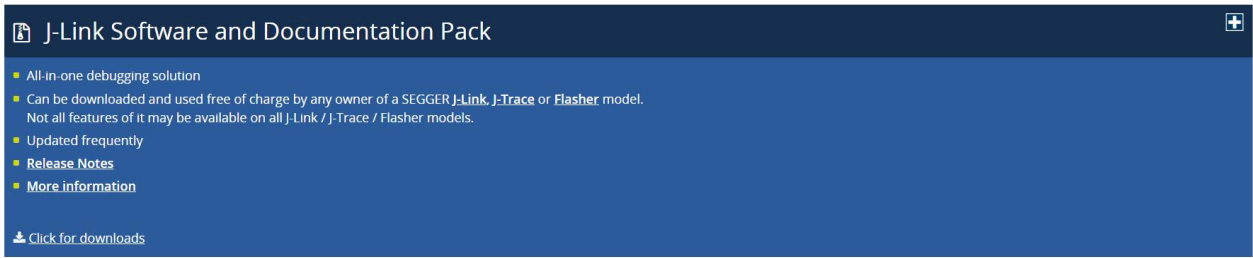 J-Link Software and Documentation Pack
All-in-one debugging solution
Can be downloaded and used free of charge by any owner of a SEGGER J-Link, J-Trace or Flasher model.
Not all features of it may be available on all J-Link / J-Trace / Flasher models.
Updated frequently
Release Notes
More information
Click for downloads